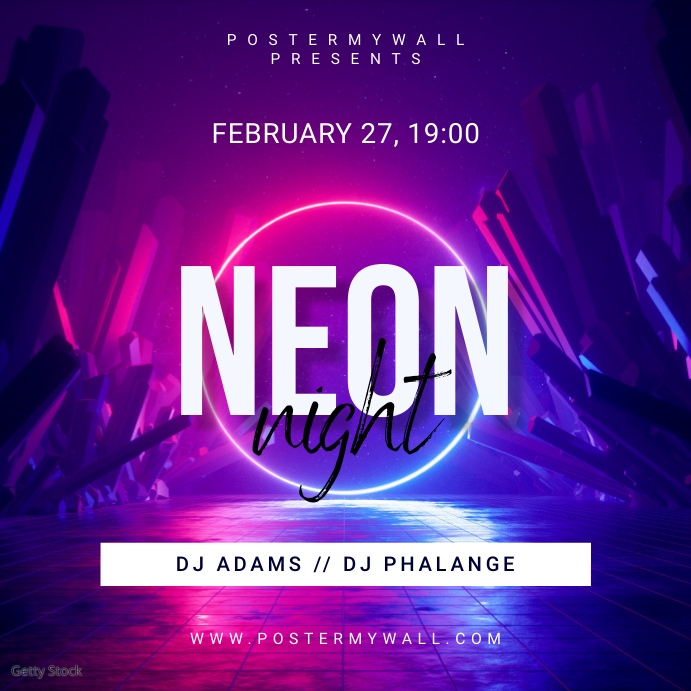 POSTERMYWALL
PRESENTS
FEBRUARY 27, 19:00
NEON
night
DJ ADAMS // DJ PHALANGE
WWW.POSTERMYWALL.COM
Getty Stock